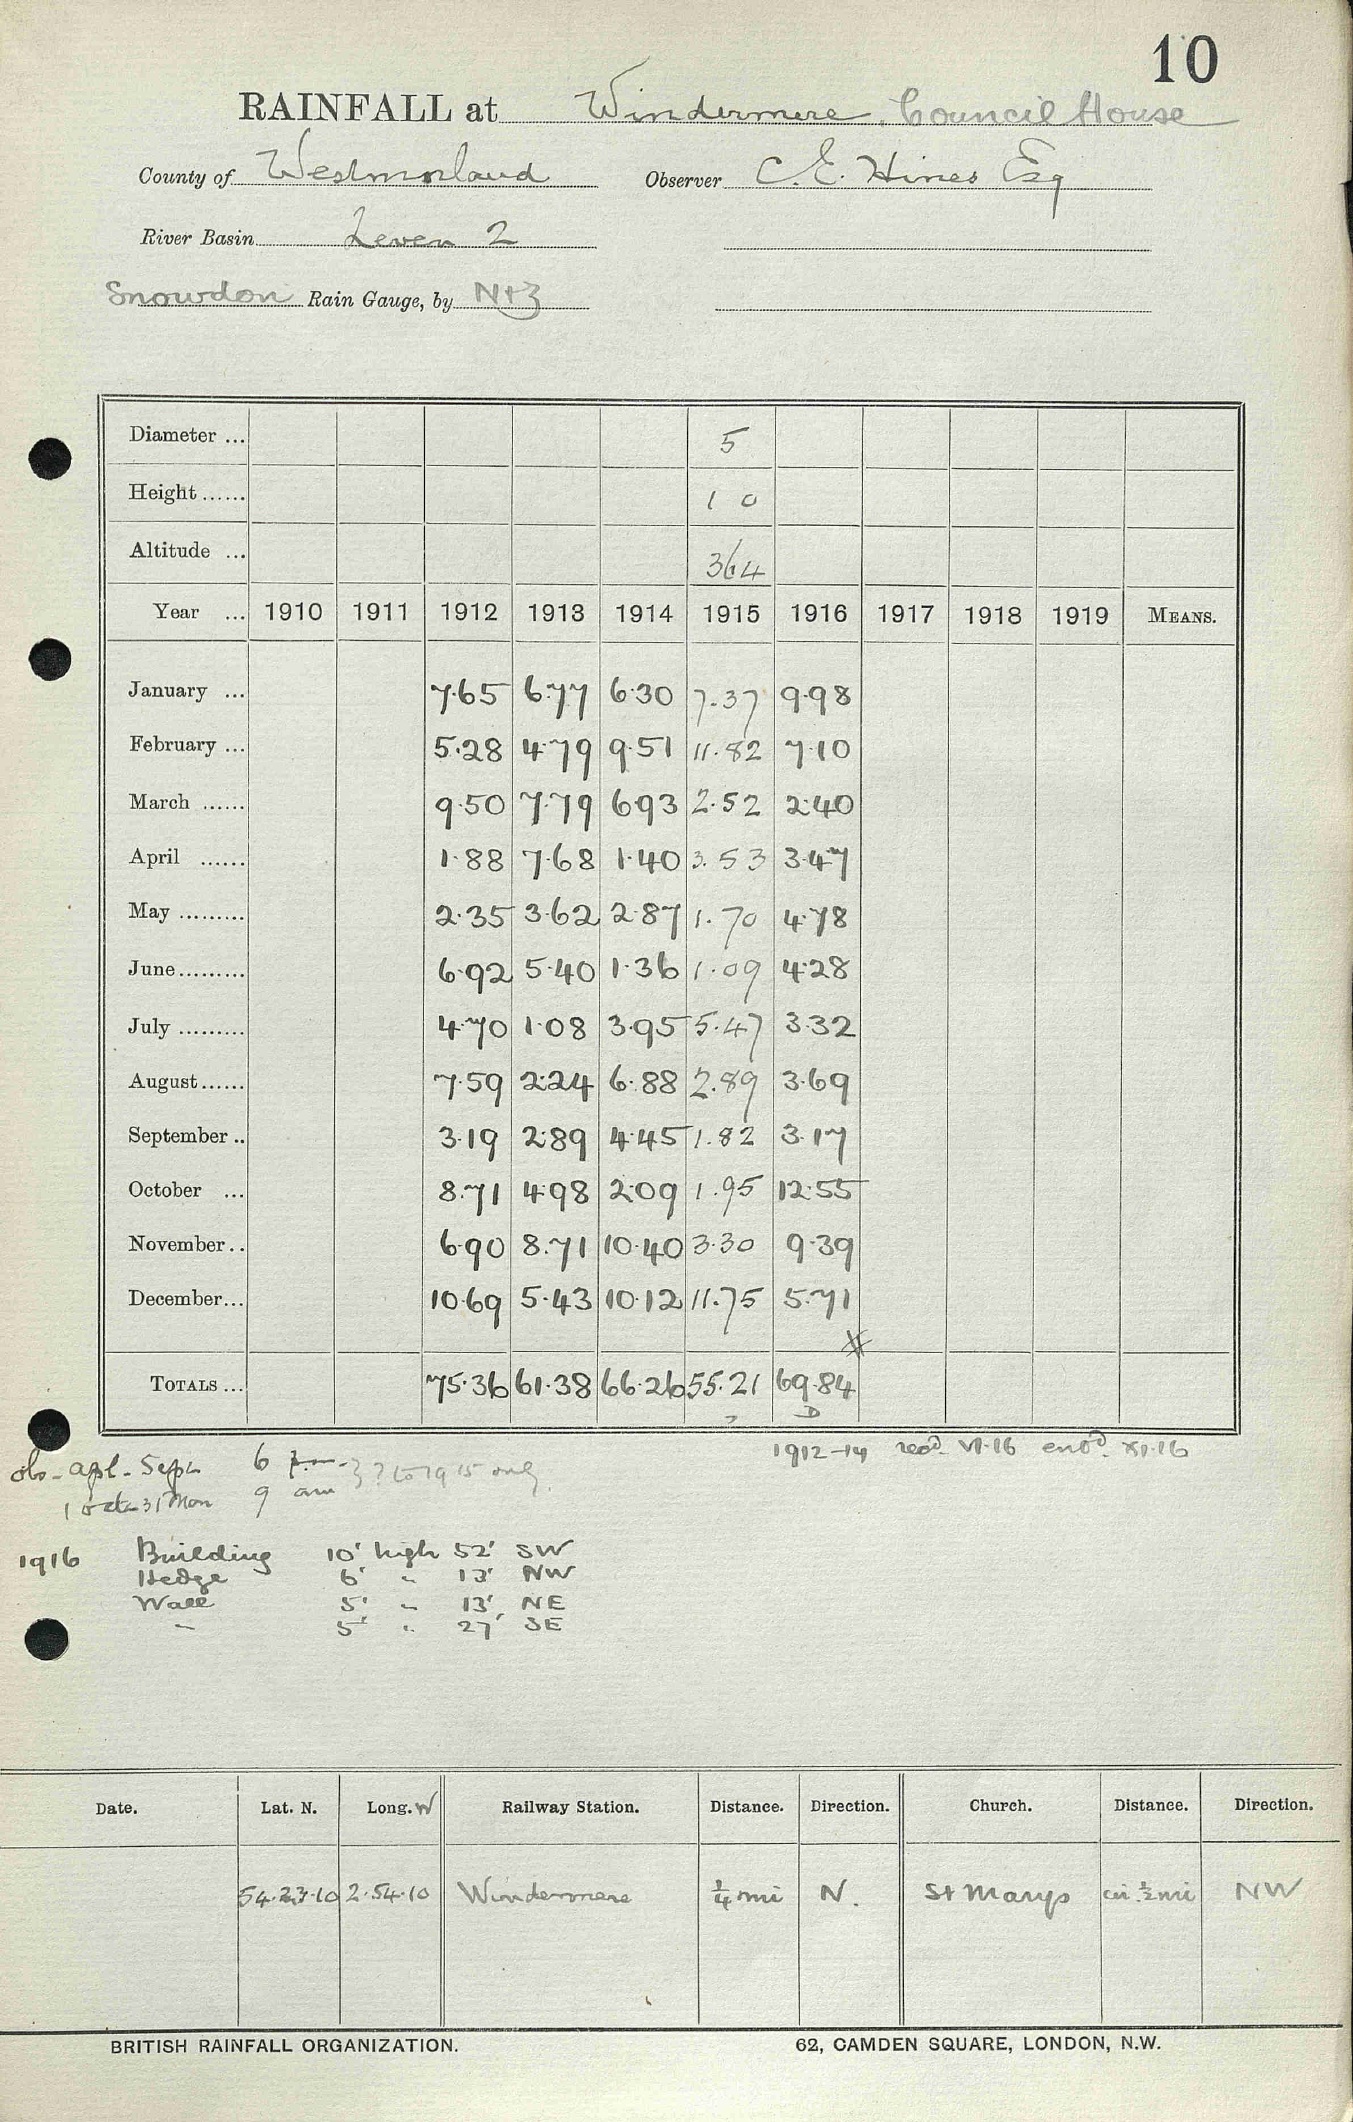 10
RAINFALL at Windermere, Council House
County of Westmorland Observer C. E. Hines Esq
River Basin Leven 2
Snowdon Rain Gauge, by N+Z
Diameter ... 5
Height ...... 1 0
Altitude ... 364
Year ... 1910 1911 1912 1913 1914 1915 1916 1917 1918 1919 MEANS.
January ... 7.65 6.77 6.30 7.37 9.98
February ... 5.28 4.79 9.51 11.82 7.10
March ...... 9.50 7.79 6.93 2.52 2.40
April ...... 1.88 7.68 1.40 3.53 3.47
May ......... 2.35 3.62 2.87 1.70 4.78
June......... 6.92 5.40 1.36 1.09 4.28
July ......... 4.70 1.08 3.95 5.47 3.32
August...... 7.59 2.24 6.88 2.89 3.69
September .. 3.19 2.89 4.45 1.82 3.17
October ... 8.71 4.98 2.09 1.95 12.55
November.. 6.90 8.71 10.40 3.30 9.39
December... 10.69 5.43 10.12 11.75 5.71
TOTALS ... 75.36 61.38 66.26 55.21 69.84
D
1912-14 recd. VI.16 entd. XI.16
obs - apl - Sept 6 pm } ? to 1915 only.
1 Oct - 31 Mar 9 am
1916 Building 10' high 52' SW
Hedge 6' " 13' NW
Wall 5' " 13' NE
" 5' " 27' SE
Date. Lat. N. Long. W Railway Station. Distance. Direction. Church. Distance. Direction.
54.23.10 2.54.10 Windermere ¼ mi N. St Marys ½ mi NW
BRITISH RAINFALL ORGANIZATION. 62, CAMDEN SQUARE, LONDON, N.W.